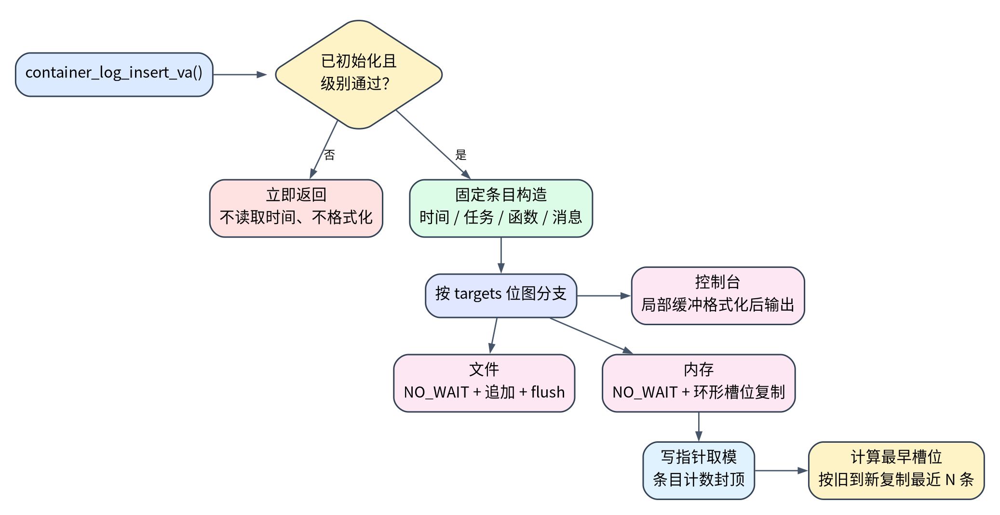 container_log_insert_va()
已初始化且
级别通过？
否
是
立即返回
不读取时间、不格式化
固定条目构造
时间 / 任务 / 函数 / 消息
按 targets 位图分支
控制台
局部缓冲格式化后输出
文件
NO_WAIT + 追加 + flush
内存
NO_WAIT + 环形槽位复制
写指针取模
条目计数封顶
计算最早槽位
按旧到新复制最近 N 条